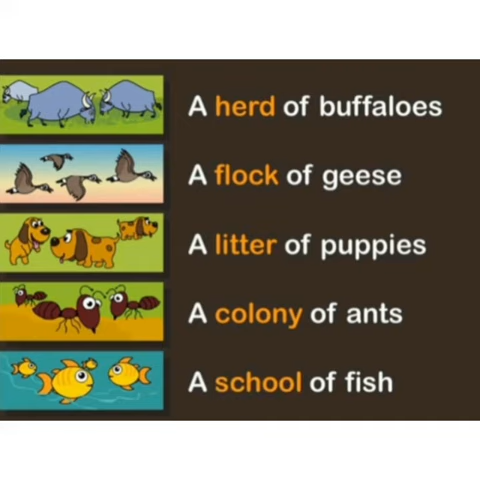 A herd of buffaloes
A flock of geese
A litter of puppies
A colony of ants
A school of fish